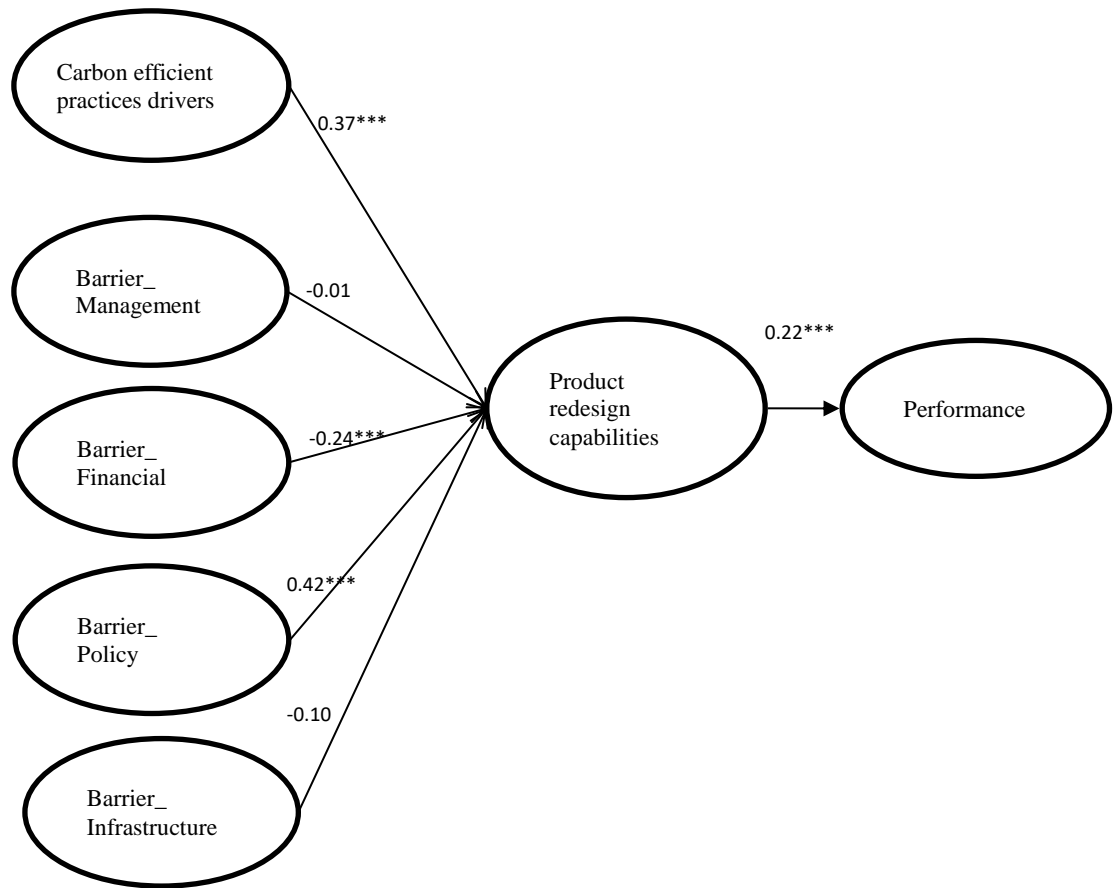 Carbon efficient
practices drivers
0.37***
Barrier_
Management
-0.01
Barrier_
Financial
-0.24***
Barrier_
Policy
0.42***
Barrier_
Infrastructure
-0.10
Product
redesign
capabilities
0.22***
Performance